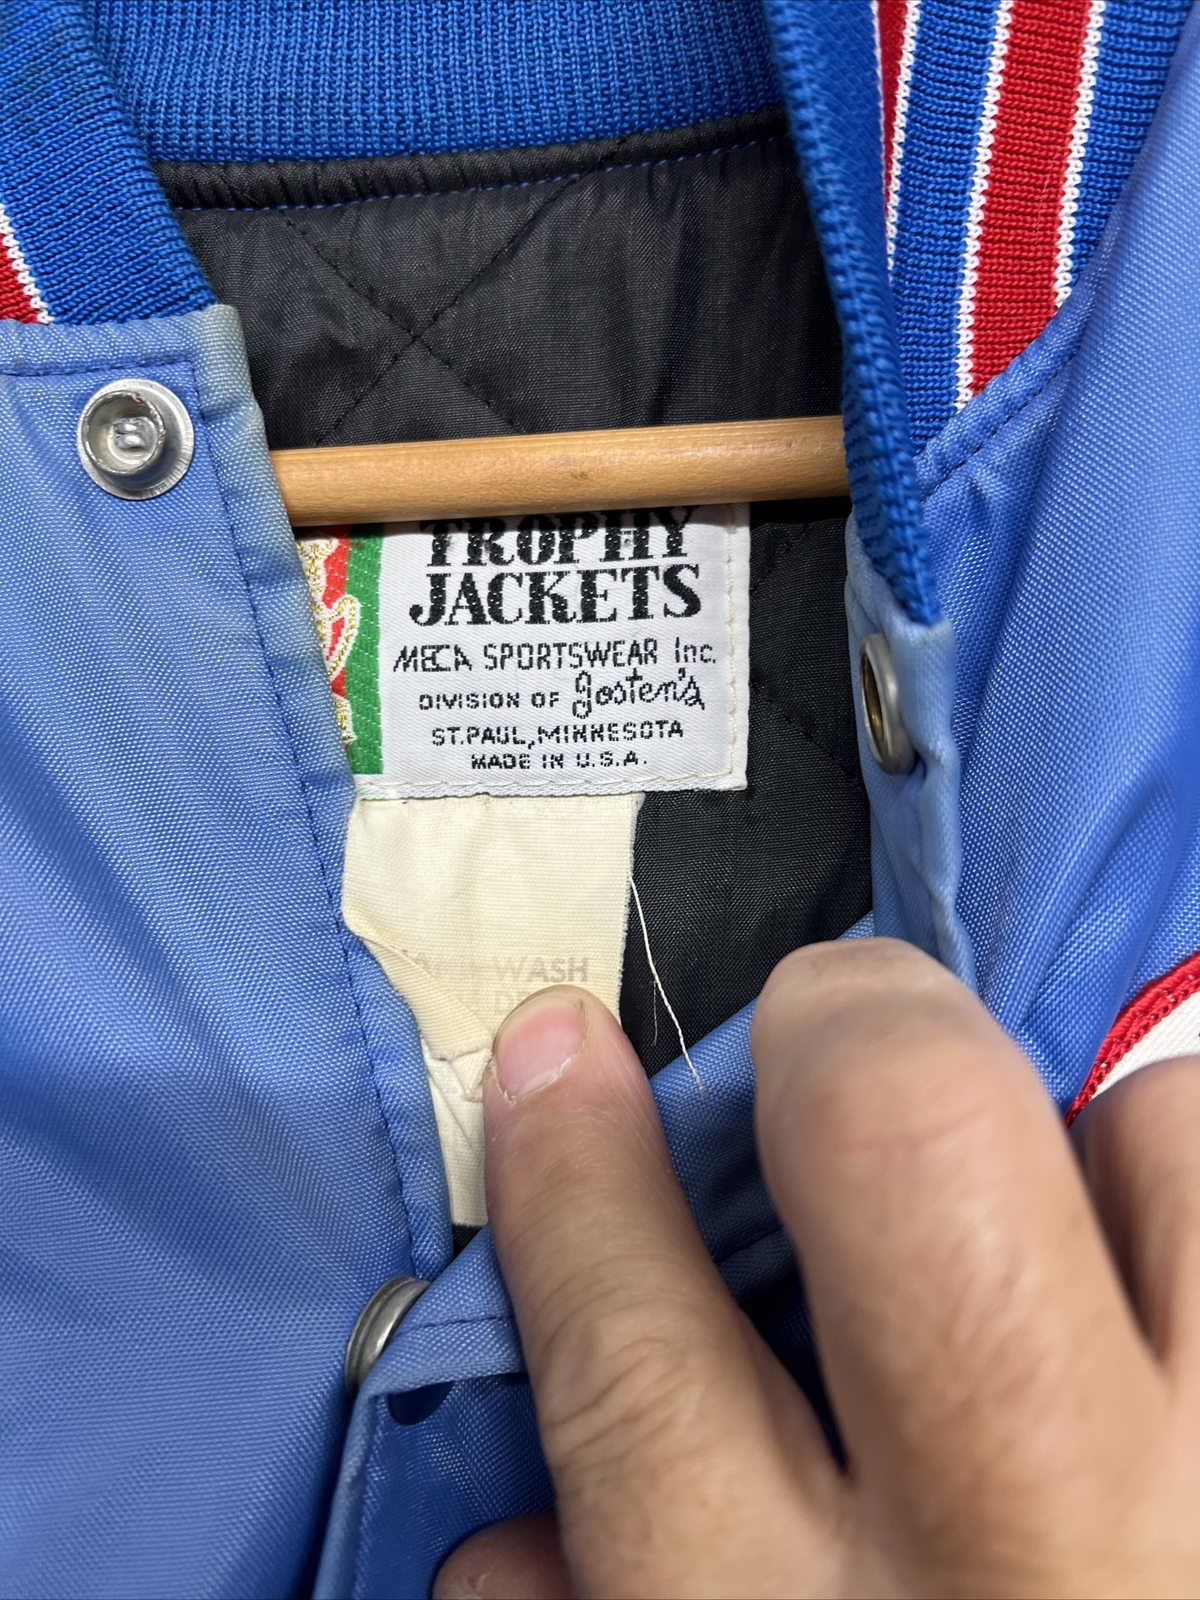 TROPHY
JACKETS
MECA SPORTSWEAR Inc.
DIVISION OF Josten's
ST.PAUL, MINNESOTA
MADE IN U.S.A.
WASH